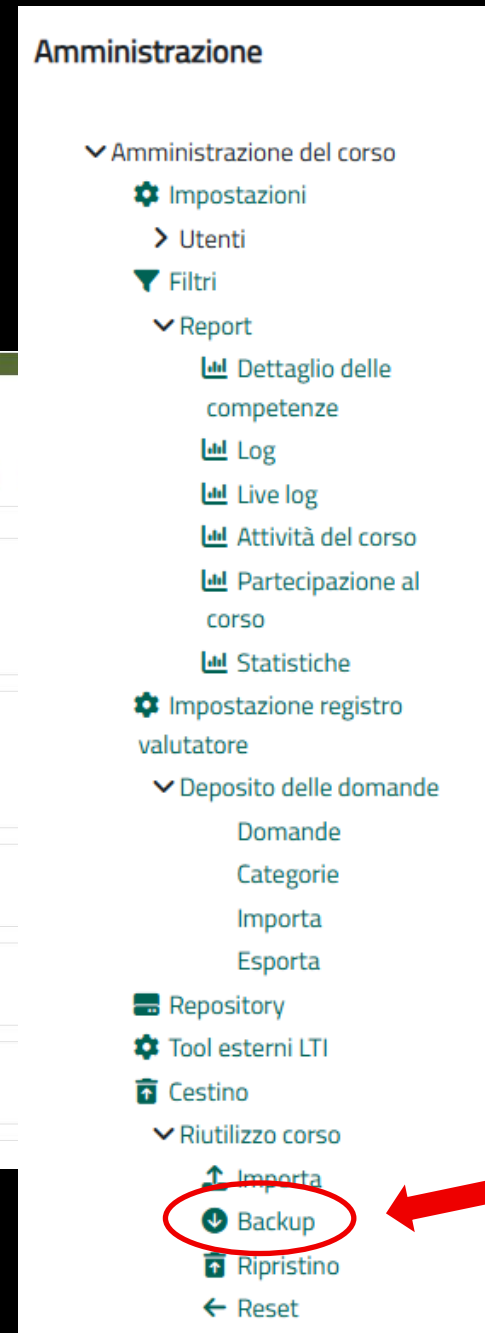 Amministrazione
Amministrazione del corso
Impostazioni
Utenti
Filtri
Report
Dettaglio delle
competenze
Log
Live log
Attività del corso
Partecipazione al
corso
Statistiche
Impostazione registro
valutatore
Deposito delle domande
Domande
Categorie
Importa
Esporta
Repository
Tool esterni LTI
Cestino
Riutilizzo corso
Importa
Backup
Ripristino
Reset